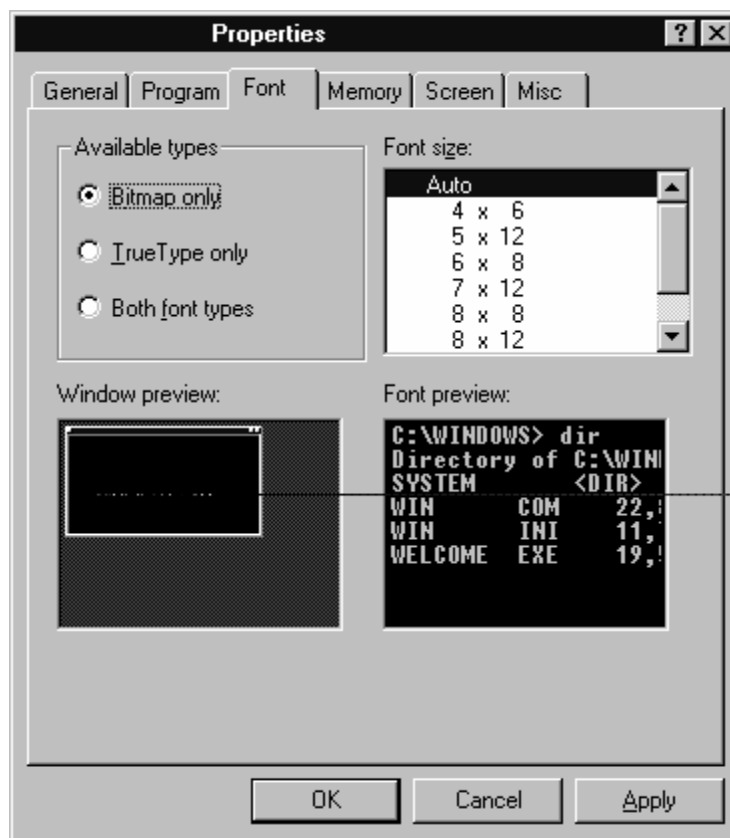 Properties
General Program Font Memory Screen Misc
Available types
Bitmap only
TrueType only
Both font types
Font size:
Auto
4 x 6
5 x 12
6 x 8
7 x 12
8 x 8
8 x 12
Window preview:
Font preview:
C:\WINDOWS> dir
Directory of C:\WIN
SYSTEM <DIR>
WIN COM 22,
WIN INI 11,
WELCOME EXE 19,
OK Cancel Apply